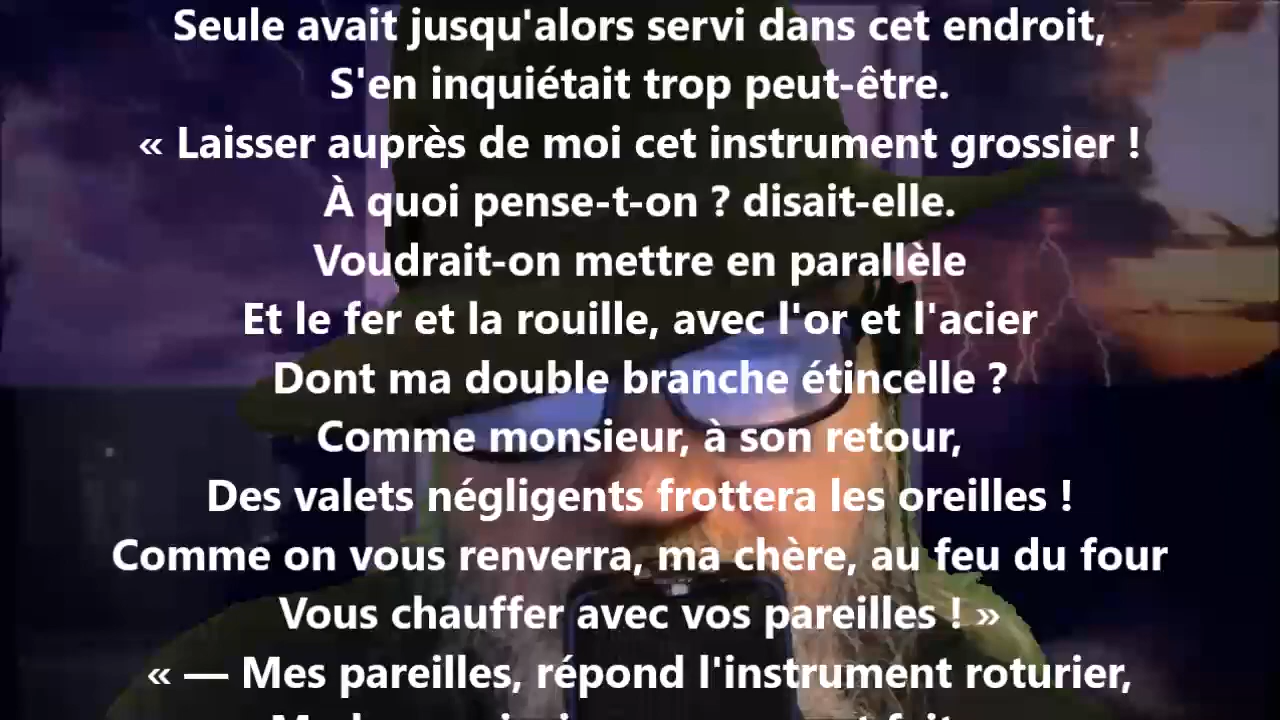 Seule avait jusqu'alors servi dans cet endroit,
S'en inquiétait trop peut-être.
« Laisser auprès de moi cet instrument grossier !
À quoi pense-t-on ? disait-elle.
Voudrait-on mettre en parallèle
Et le fer et la rouille, avec l'or et l'acier
Dont ma double branche étincelle ?
Comme monsieur, à son retour,
Des valets négligents frottera les oreilles !
Comme on vous renverra, ma chère, au feu du four
Vous chauffer avec vos pareilles ! »
« — Mes pareilles, répond l'instrument roturier,